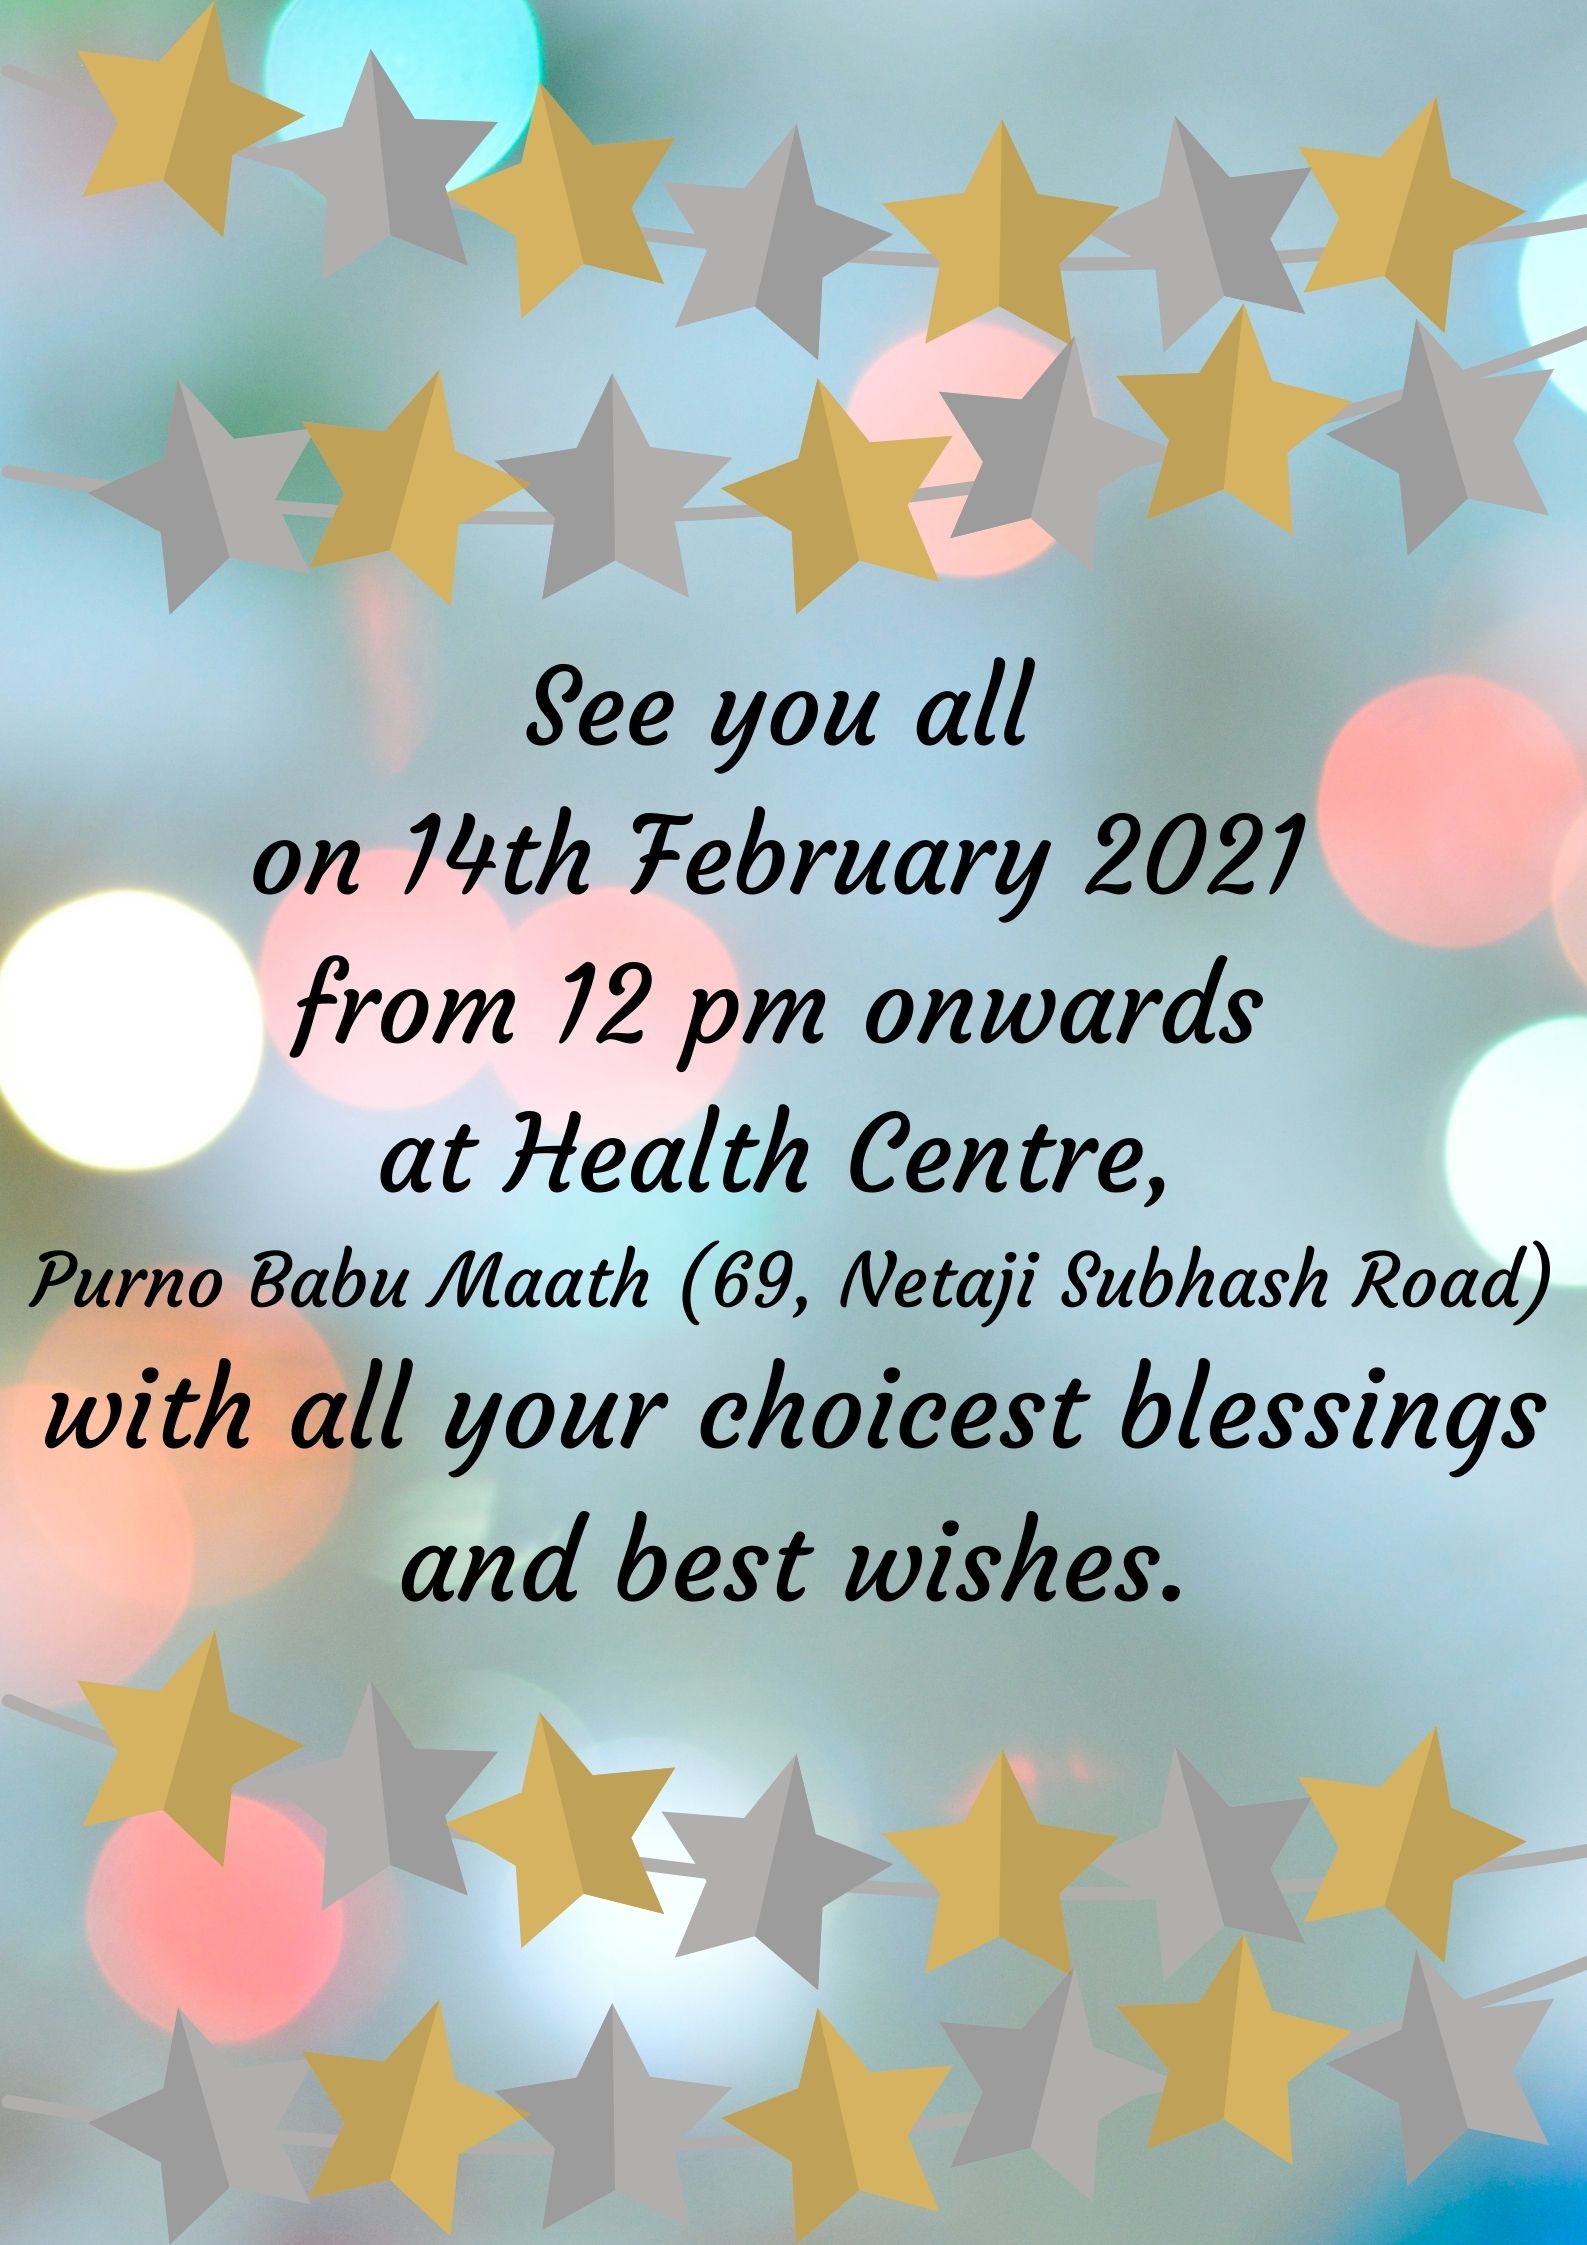 See you all
on 14th February 2021
from 12 pm onwards
at Health Centre,
Purno Babu Maath (69, Netaji Subhash Road)
with all your choicest blessings
and best wishes.